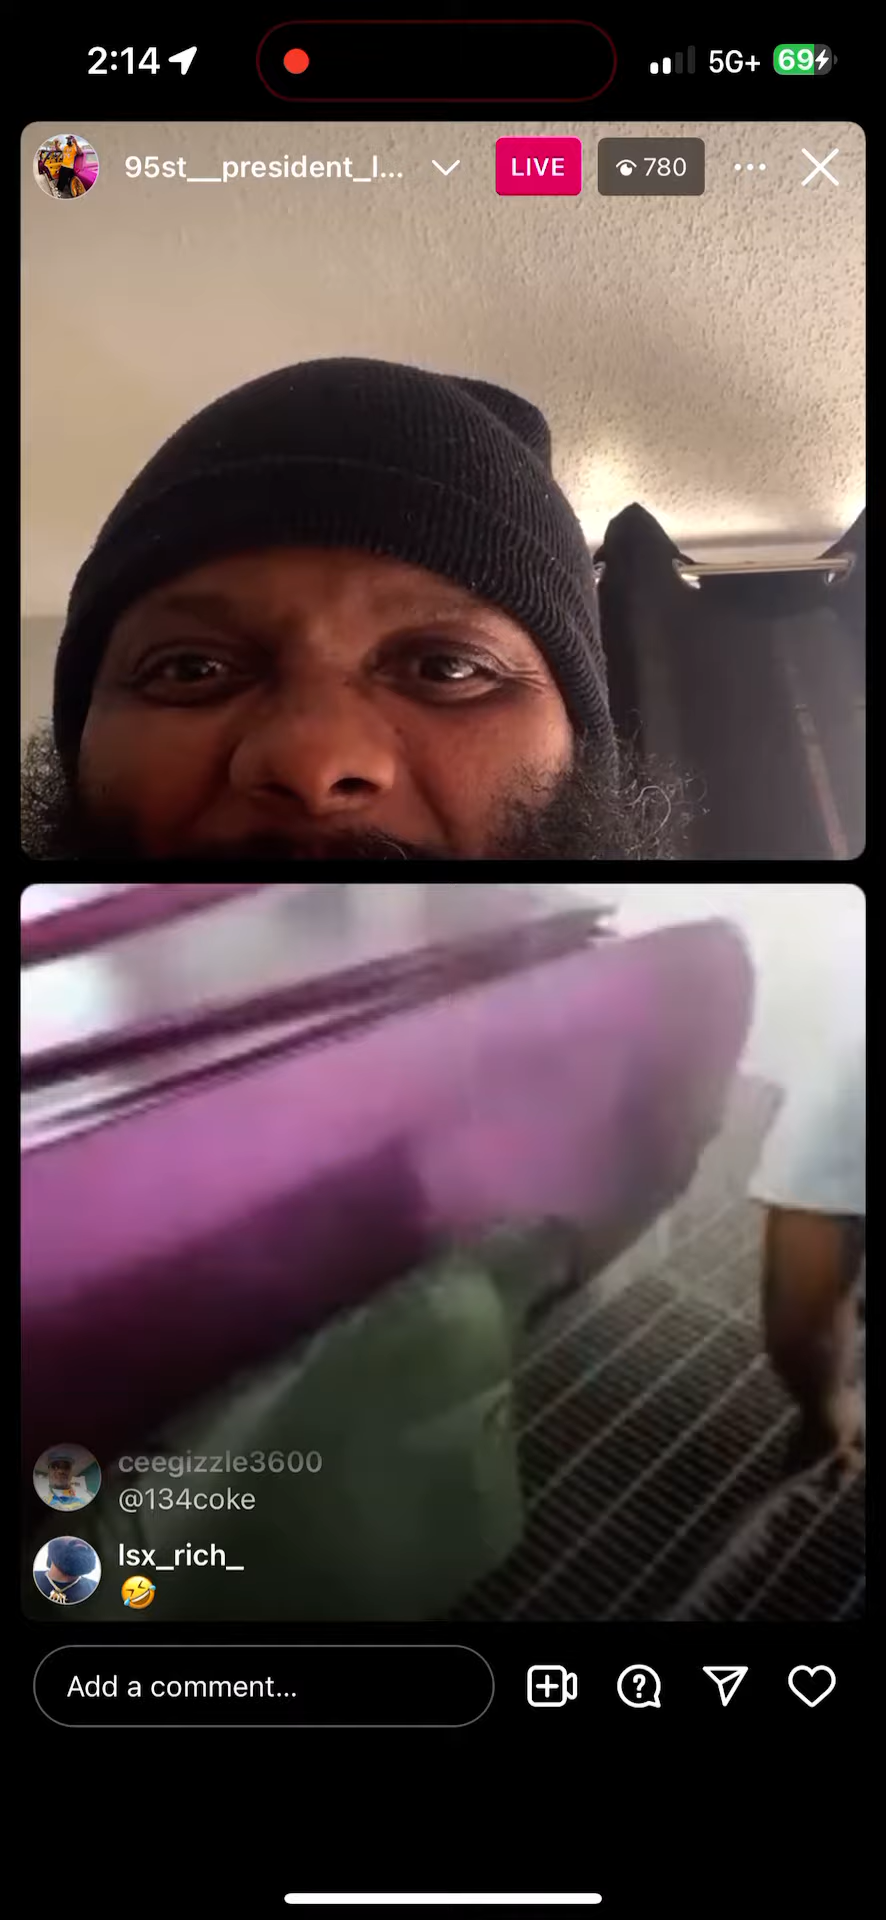 2:14
5G+
69
95st__president_l...
LIVE
780
ceegizzle3600
@134coke
lsx_rich_
🤣
Add a comment...